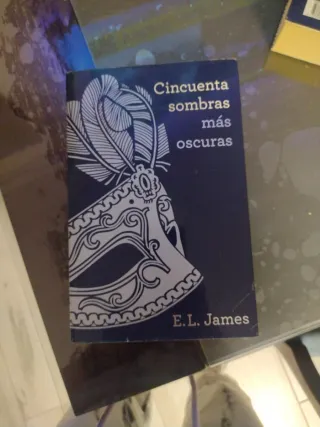 Cincuenta
sombras
más
oscuras
E. L. James